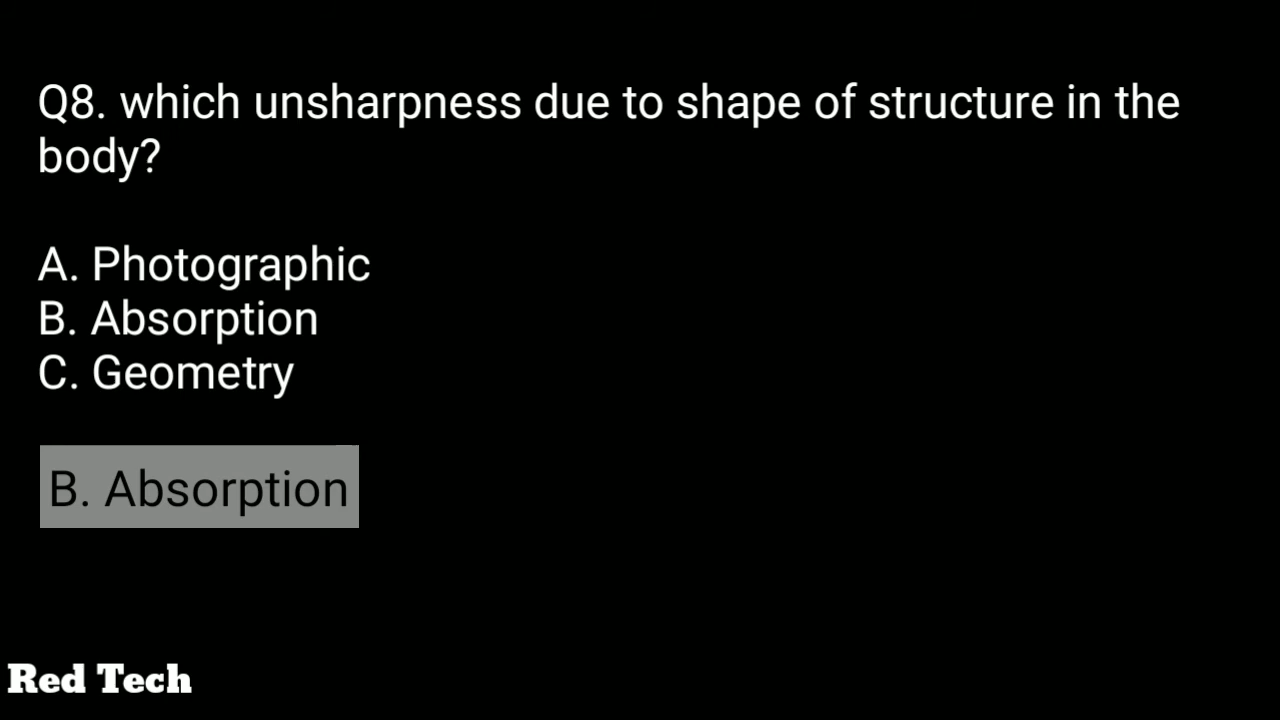 Q8. which unsharpness due to shape of structure in the
body?
A. Photographic
B. Absorption
C. Geometry
B. Absorption
Red Tech